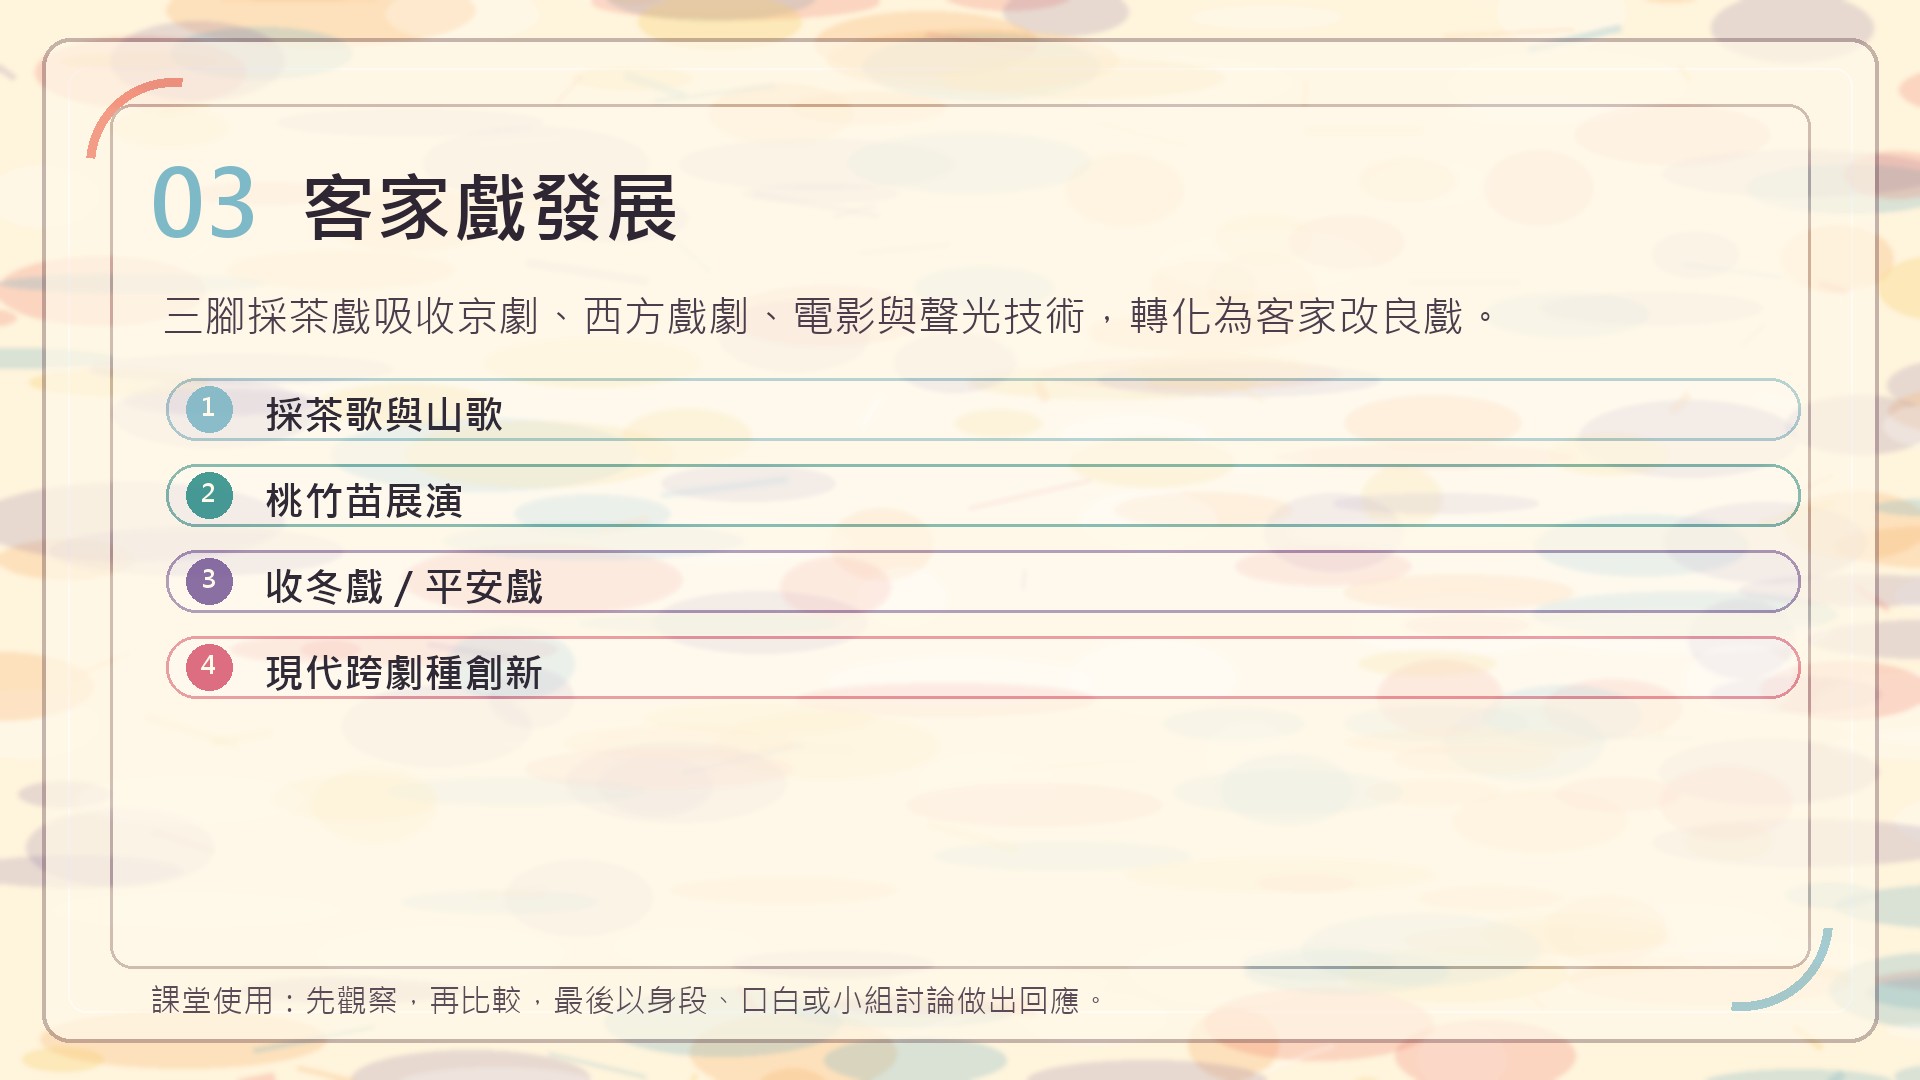 03 客家戲發展
三腳採茶戲吸收京劇、西方戲劇、電影與聲光技術，轉化為客家改良戲。
1 採茶歌與山歌
2 桃竹苗展演
3 收冬戲 / 平安戲
4 現代跨劇種創新
課堂使用：先觀察，再比較，最後以身段、口白或小組討論做出回應。